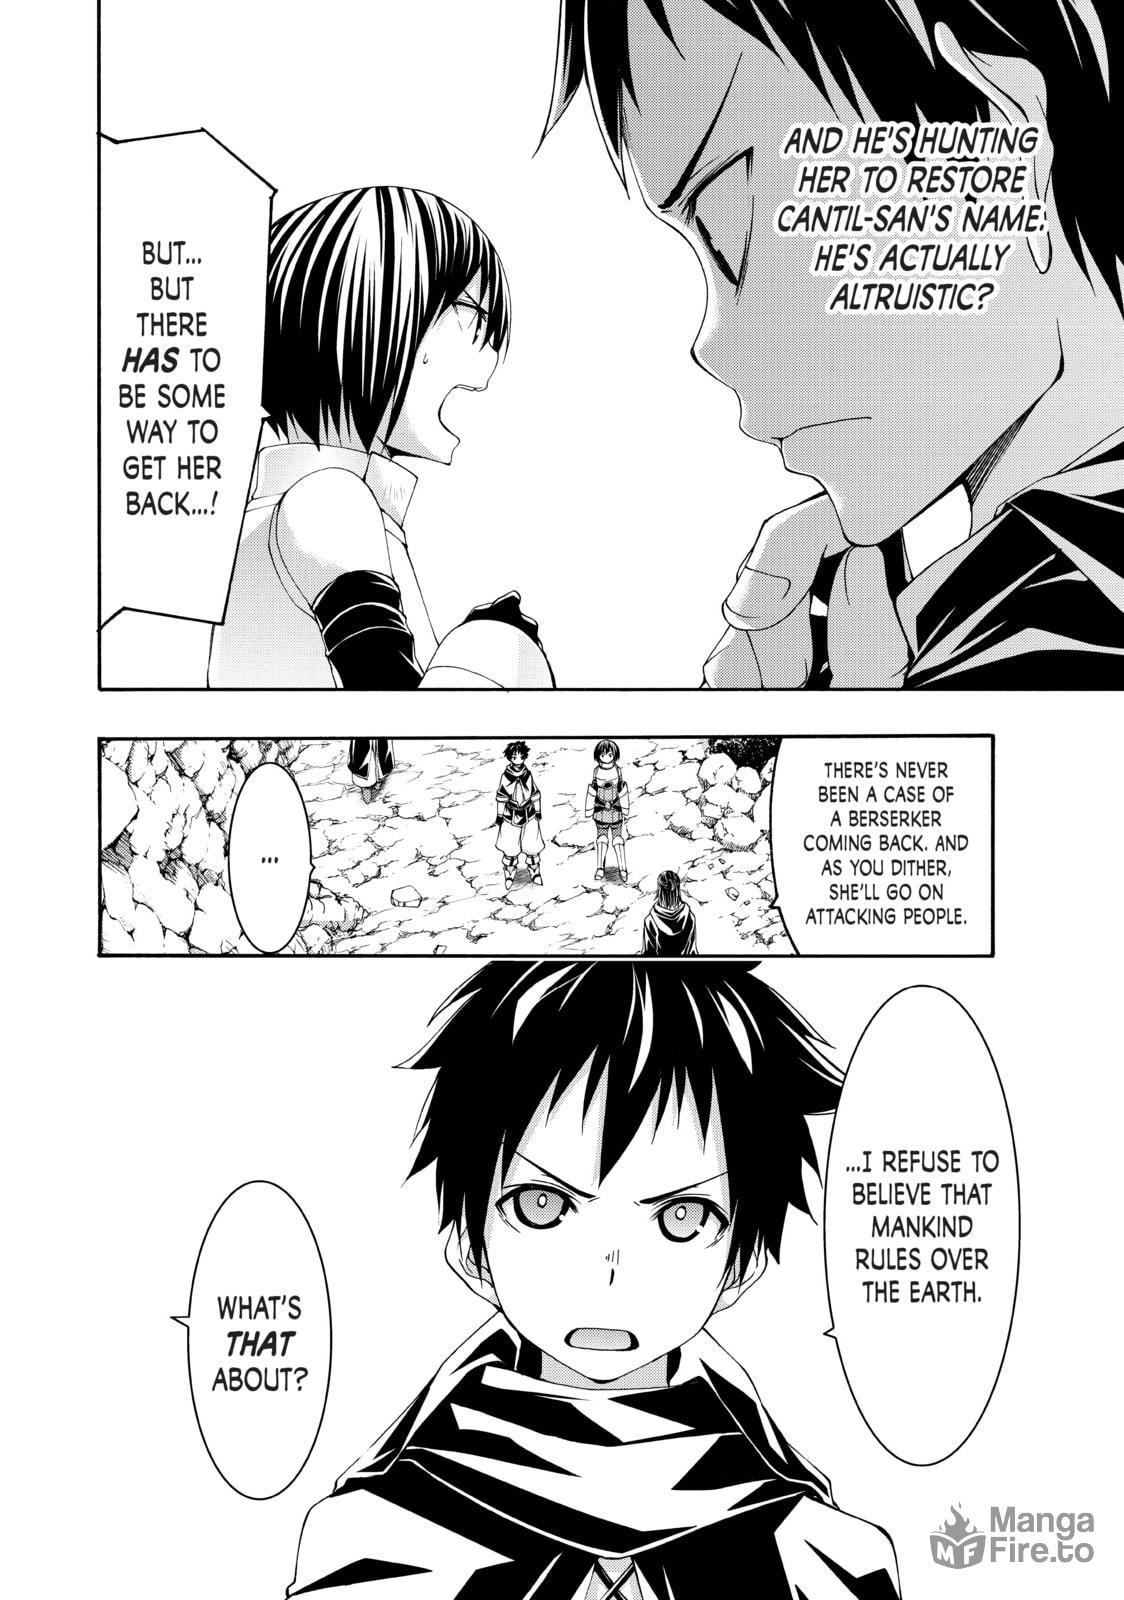 AND HE'S HUNTING
HER TO RESTORE
CANTIL-SAN'S NAME.
HE'S ACTUALLY
ALTRUISTIC?
BUT...
BUT
THERE
HAS TO
BE SOME
WAY TO
GET HER
BACK...!
THERE'S NEVER
BEEN A CASE OF
A BERSERKER
COMING BACK. AND
AS YOU DITHER,
SHE'LL GO ON
ATTACKING PEOPLE.
...
...I REFUSE TO
BELIEVE THAT
MANKIND
RULES OVER
THE EARTH.
WHAT'S
THAT
ABOUT?
MF
Manga
Fire.to